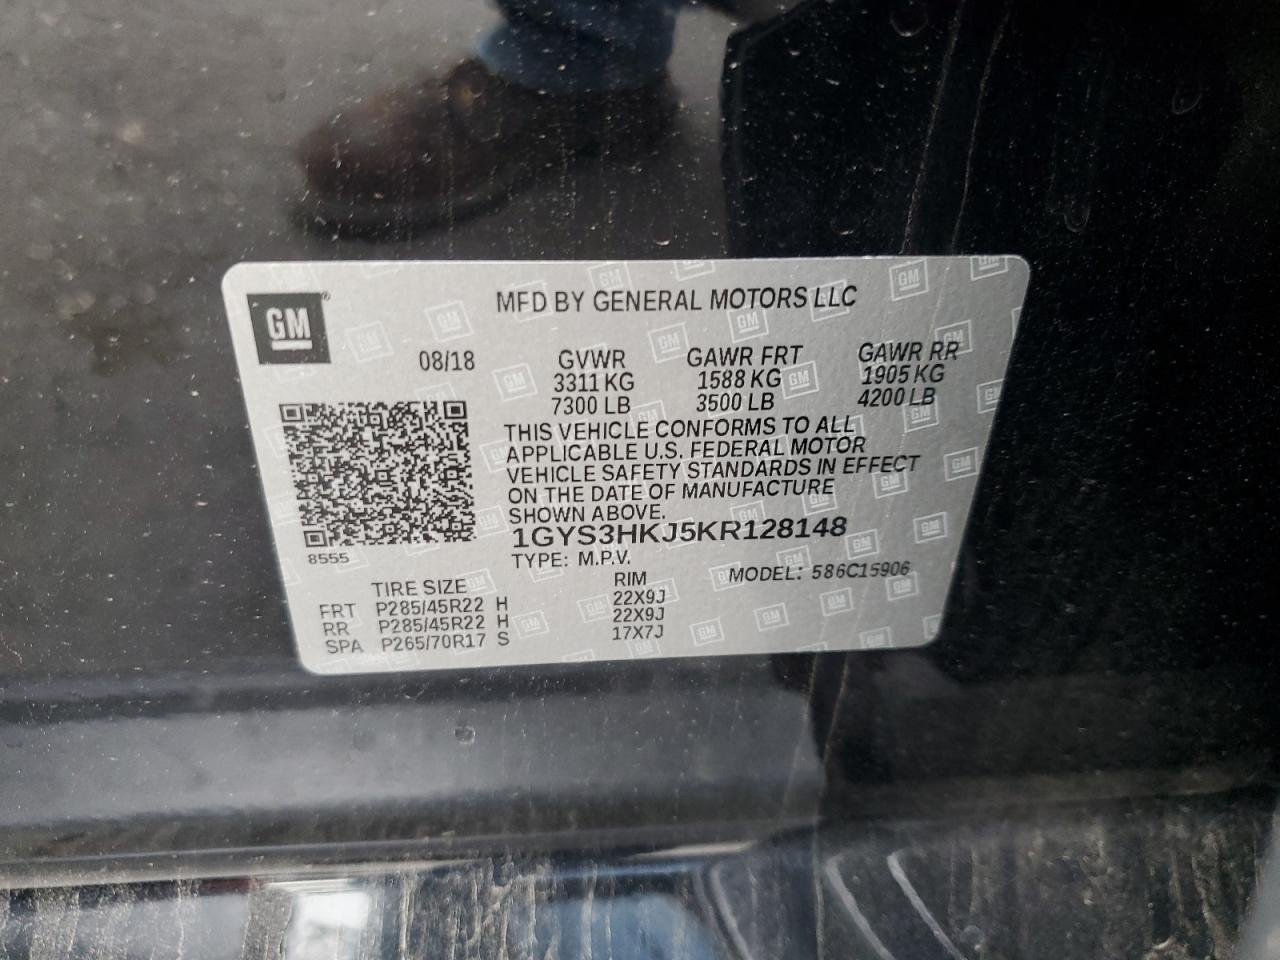 GM
MFD BY GENERAL MOTORS LLC
08/18 GVWR GAWR FRT GAWR RR
3311 KG 1588 KG 1905 KG
7300 LB 3500 LB 4200 LB
THIS VEHICLE CONFORMS TO ALL
APPLICABLE U.S. FEDERAL MOTOR
VEHICLE SAFETY STANDARDS IN EFFECT
ON THE DATE OF MANUFACTURE
SHOWN ABOVE.
1GYS3HKJ5KR128148
8555
TYPE: M.P.V. MODEL: 586C15906
TIRE SIZE RIM
FRT P285/45R22 H 22X9J
RR P285/45R22 H 22X9J
SPA P265/70R17 S 17X7J